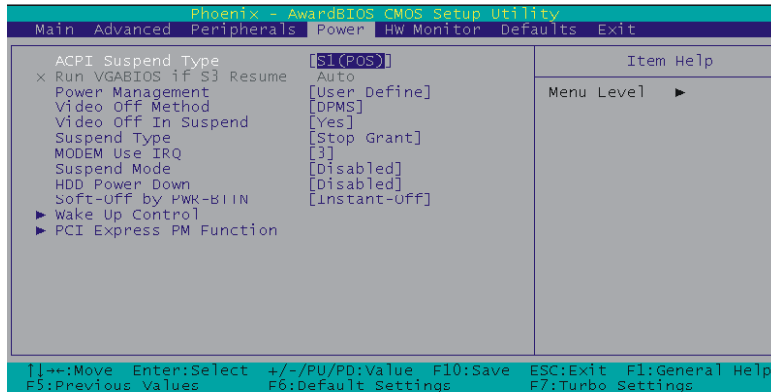 Phoenix - AwardBIOS CMOS Setup Utility
Main Advanced Peripherals Power HW Monitor Defaults Exit
ACPI Suspend Type [S1(POS)]
x Run VGABIOS if S3 Resume Auto
Power Management [User Define]
Video Off Method [DPMS]
Video Off In Suspend [Yes]
Suspend Type [Stop Grant]
MODEM Use IRQ [3]
Suspend Mode [Disabled]
HDD Power Down [Disabled]
Soft-Off by PWR-BTTN [Instant-Off]
► Wake Up Control
► PCI Express PM Function
Item Help
Menu Level ►
↑↓→←:Move Enter:Select +/-/PU/PD:Value F10:Save ESC:Exit F1:General Help
F5:Previous Values F6:Default Settings F7:Turbo Settings